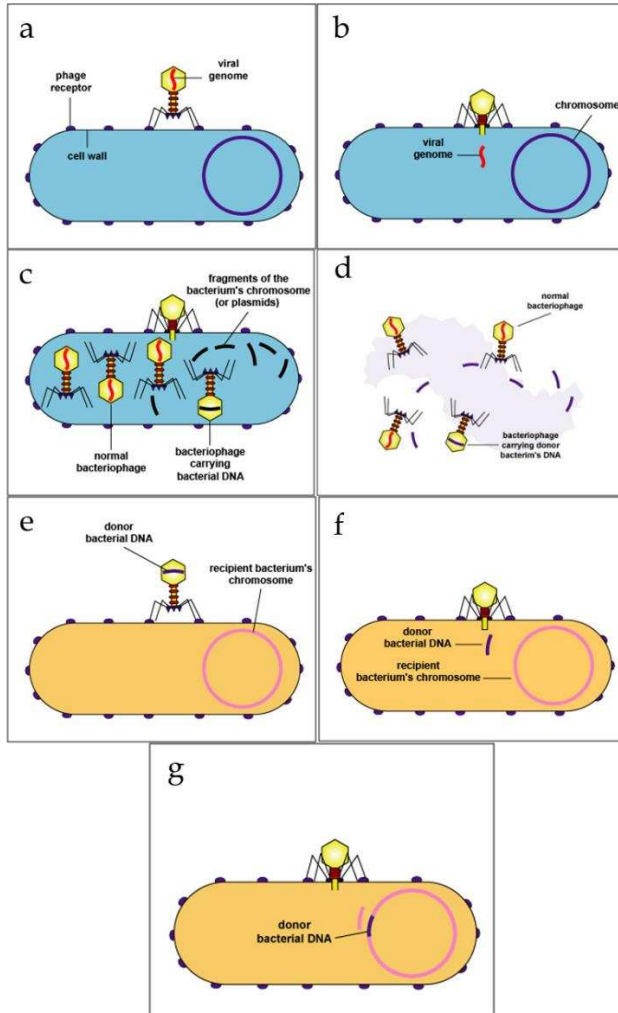 a
viral
genome
phage
receptor
cell wall
b
chromosome
viral
genome
c
fragments of the
bacterium's chromosome
(or plasmids)
normal
bacteriophage
bacteriophage
carrying
bacterial DNA
d
normal
bacteriophage
bacteriophage
carrying donor
bacterim's DNA
e
donor
bacterial DNA
recipient bacterium's
chromosome
f
donor
bacterial DNA
recipient
bacterium's chromosome
g
donor
bacterial DNA